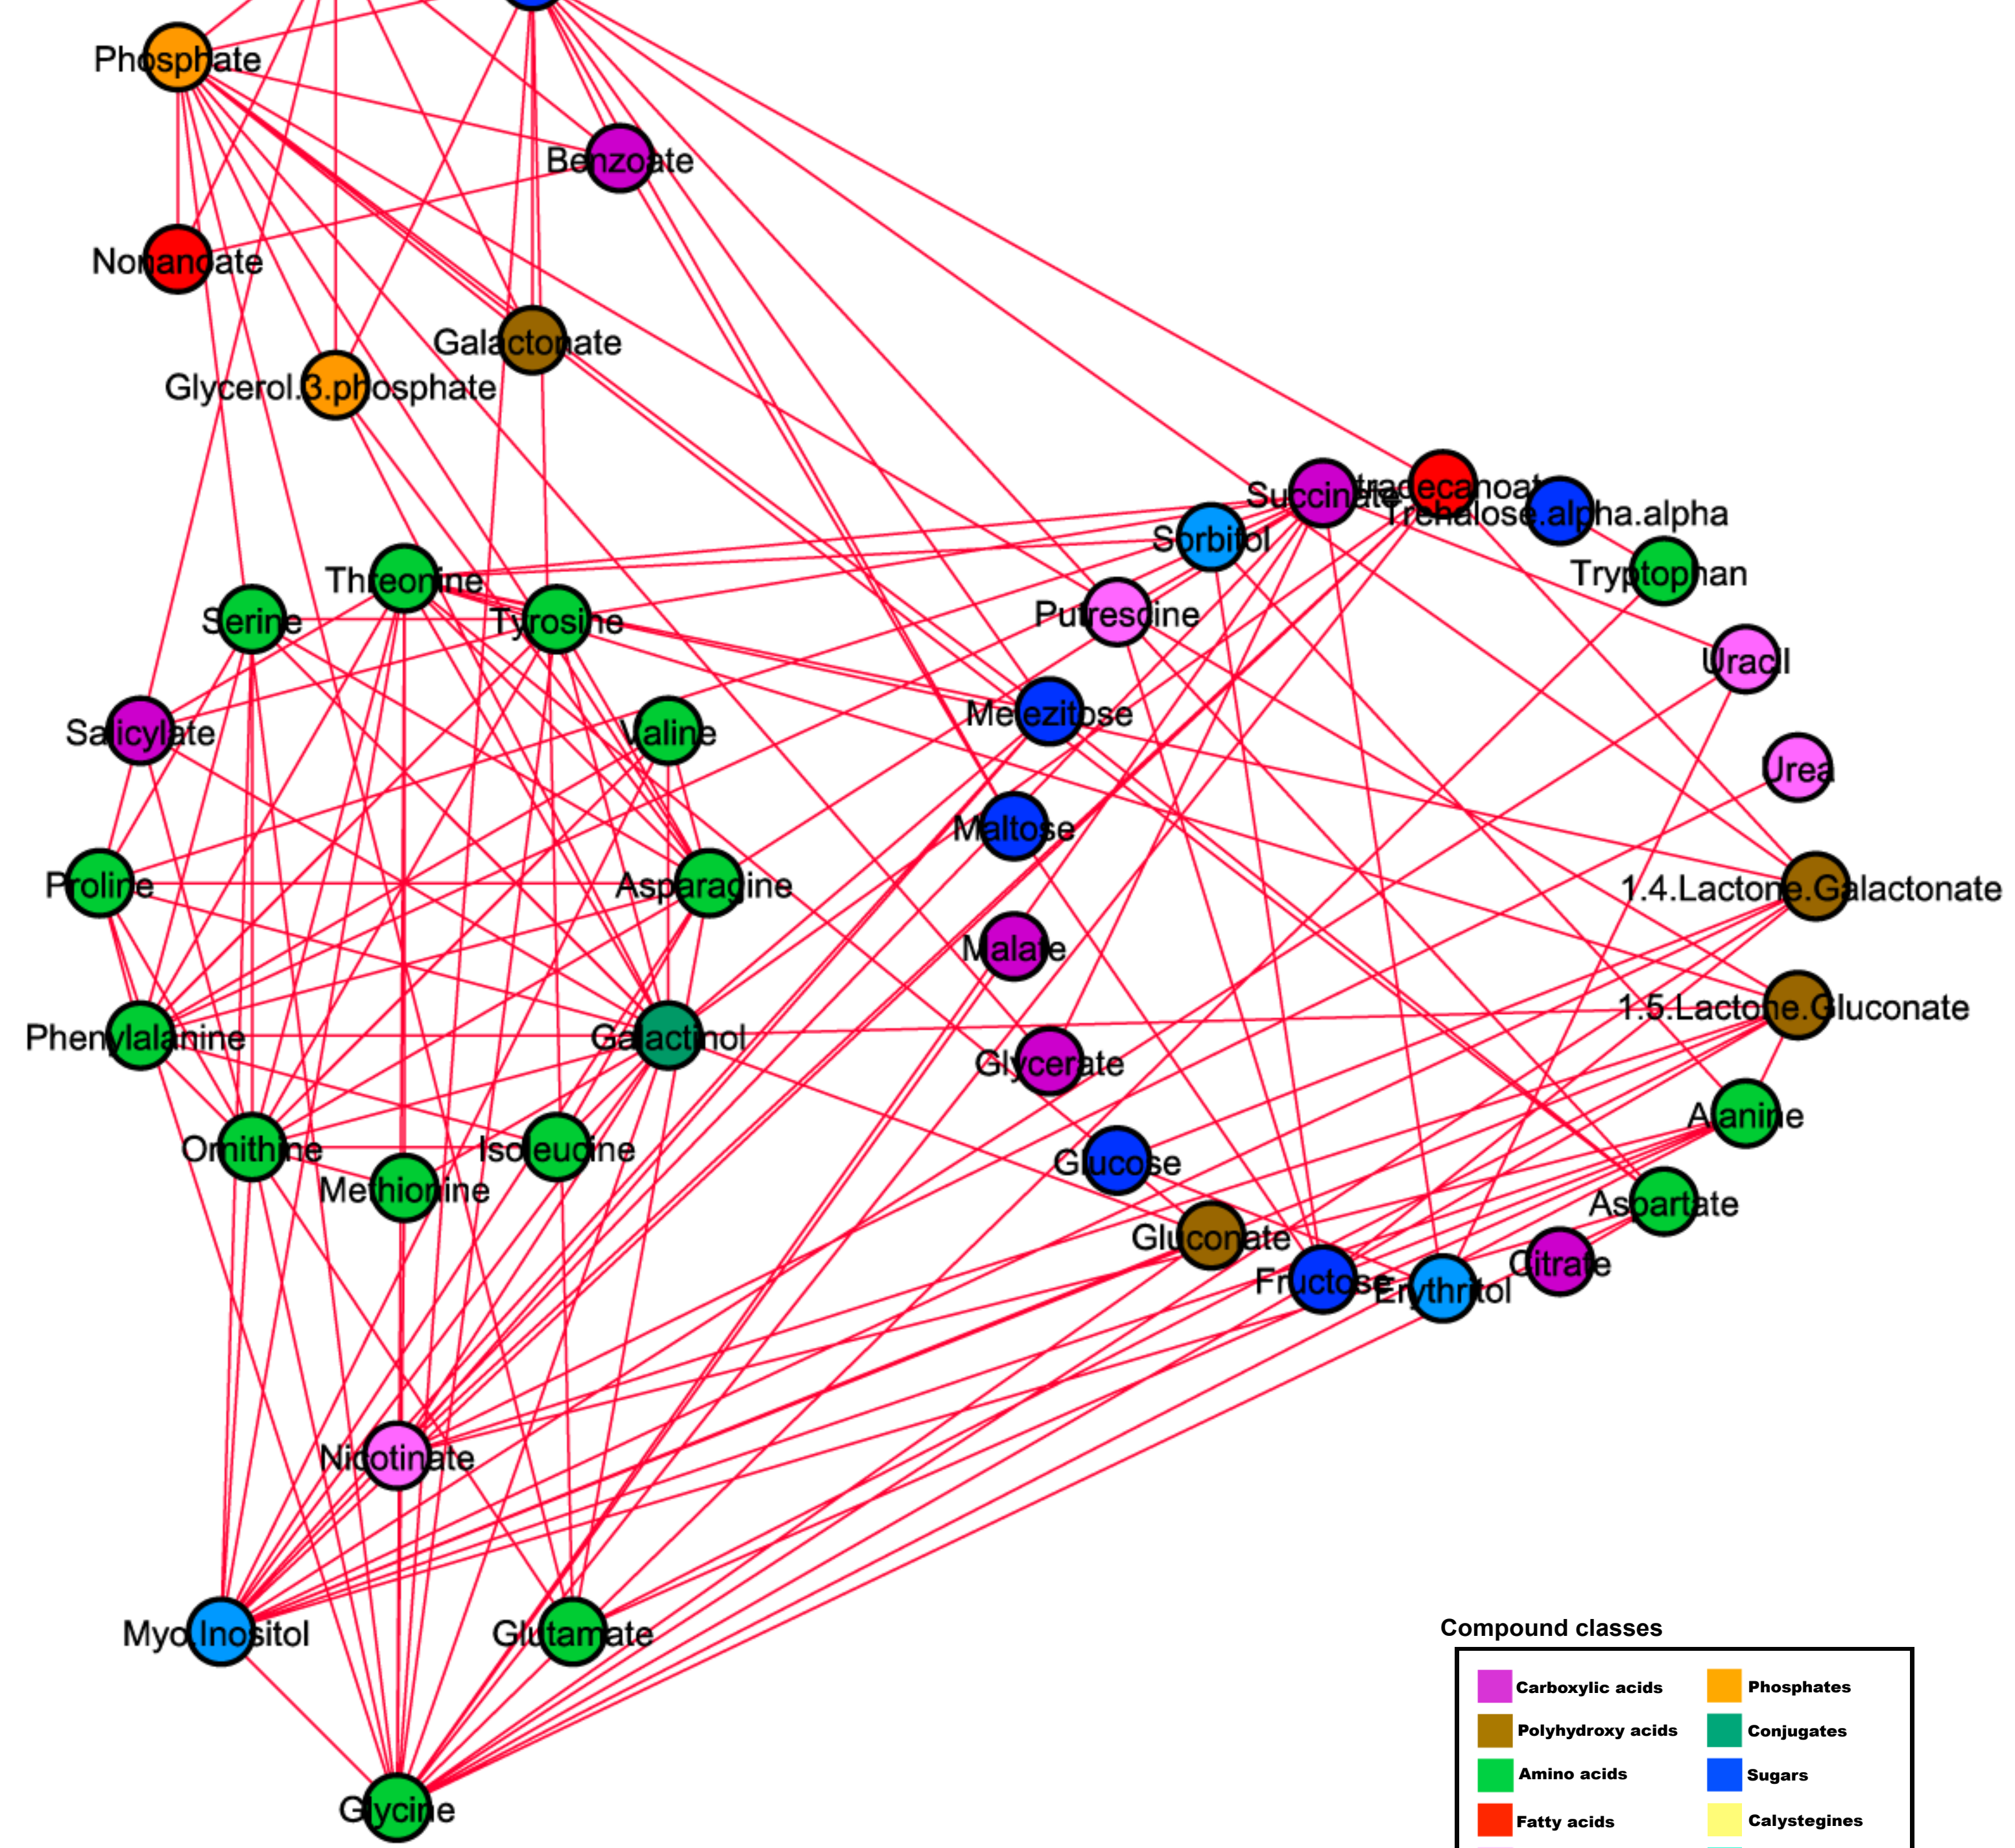 Phosphate
Benzoate
Nonanoate
Galactonate
Glycerol.3.phosphate
Succinate
tradecanoat
Trehalose.alpha.alpha
Sorbitol
Tryptophan
Threonine
Putrescine
Serine
Tyrosine
Uracil
Melezitose
Salicylate
Valine
Urea
Maltose
Proline
Asparagine
1.4.Lactone.Galactonate
Malate
1.5.Lactone.Gluconate
Phenylalanine
Galactinol
Glycerate
Alanine
Ornithine
Isoleucine
Glucose
Methionine
Aspartate
Gluconate
Citrate
Fructose
Erythritol
Nicotinate
Myo.Inositol
Glutamate
Glycine
Compound classes
Carboxylic acids
Phosphates
Polyhydroxy acids
Conjugates
Amino acids
Sugars
Fatty acids
Calystegines